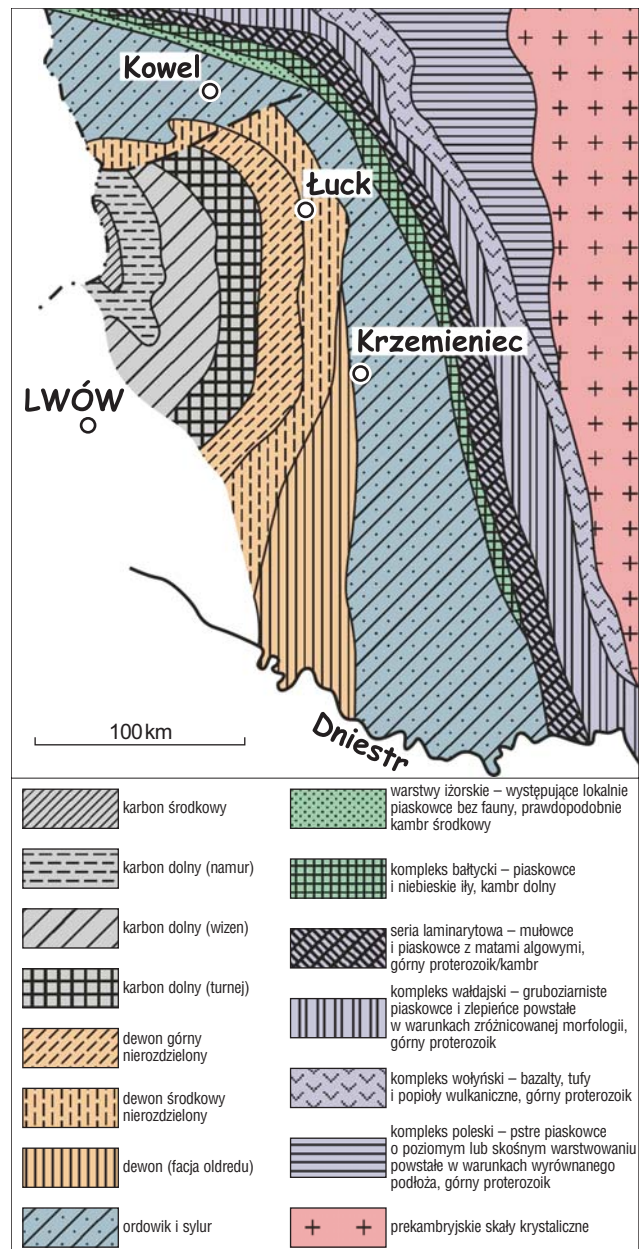 Kowel
Łuck
Krzemieniec
LWÓW
100 km
Dniestr
karbon środkowy
karbon dolny (namur)
karbon dolny (wizen)
karbon dolny (turnej)
dewon górny
nierozdzielony
dewon środkowy
nierozdzielony
dewon (facja oldredu)
ordowik i sylur
warstwy iżorskie – występujące lokalnie
piaskowce bez fauny, prawdopodobnie
kambr środkowy
kompleks bałtycki – piaskowce
i niebieskie iły, kambr dolny
seria laminarytowa – mułowce
i piaskowce z matami algowymi,
górny proterozoik/kambr
kompleks wałdajski – gruboziarniste
piaskowce i zlepieńce powstałe
w warunkach zróżnicowanej morfologii,
górny proterozoik
kompleks wołyński – bazalty, tufy
i popioły wulkaniczne, górny proterozoik
kompleks poleski – pstre piaskowce
o poziomym lub skośnym warstwowaniu
powstałe w warunkach wyrównanego
podłoża, górny proterozoik
prekambryjskie skały krystaliczne